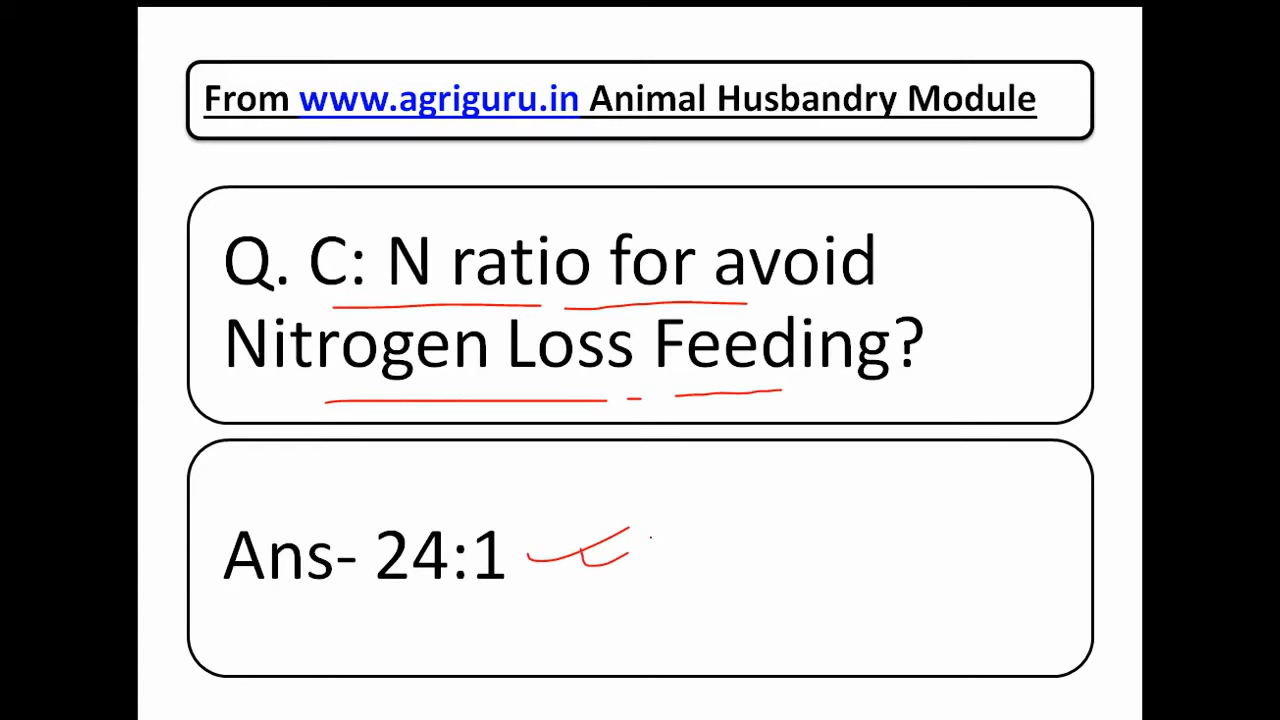 From www.agriguru.in Animal Husbandry Module
Q. C: N ratio for avoid
Nitrogen Loss Feeding?
Ans- 24:1